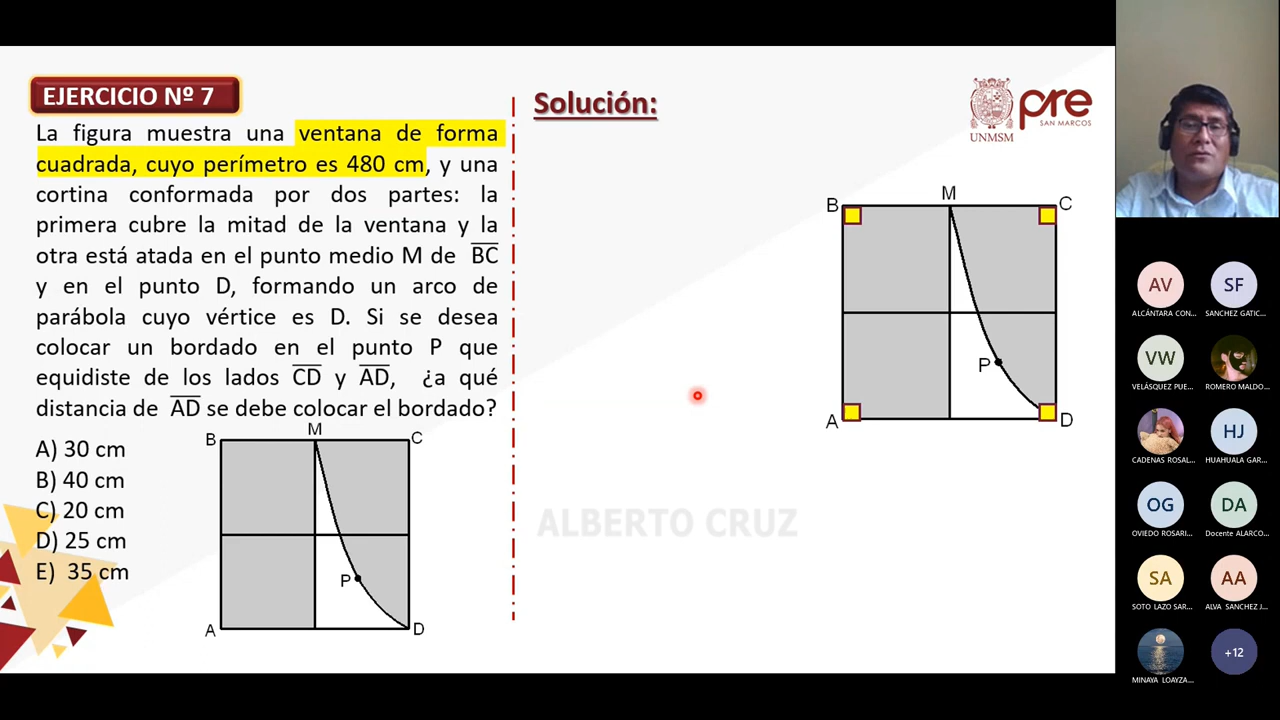 EJERCICIO Nº 7
La figura muestra una ventana de forma
cuadrada, cuyo perímetro es 480 cm, y una
cortina conformada por dos partes: la
primera cubre la mitad de la ventana y la
otra está atada en el punto medio M de BC
y en el punto D, formando un arco de
parábola cuyo vértice es D. Si se desea
colocar un bordado en el punto P que
equidiste de los lados CD y AD, ¿a qué
distancia de AD se debe colocar el bordado?
A) 30 cm
B) 40 cm
C) 20 cm
D) 25 cm
E) 35 cm
B M C
P
A D
Solución:
UNMSM
pre
SAN MARCOS
B M C
P
A D
ALBERTO CRUZ
AV
ALCÁNTARA CON...
SF
SANCHEZ GATIC...
VW
VELÁSQUEZ PUE...
ROMERO MALDO...
CADENAS ROSAL...
HJ
HUAHUALA GAR...
OG
OVIEDO ROSARI...
DA
Docente ALARCO...
SA
SOTO LAZO SAR...
AA
ALVA SANCHEZ J...
MINAYA LOAYZA...
+12